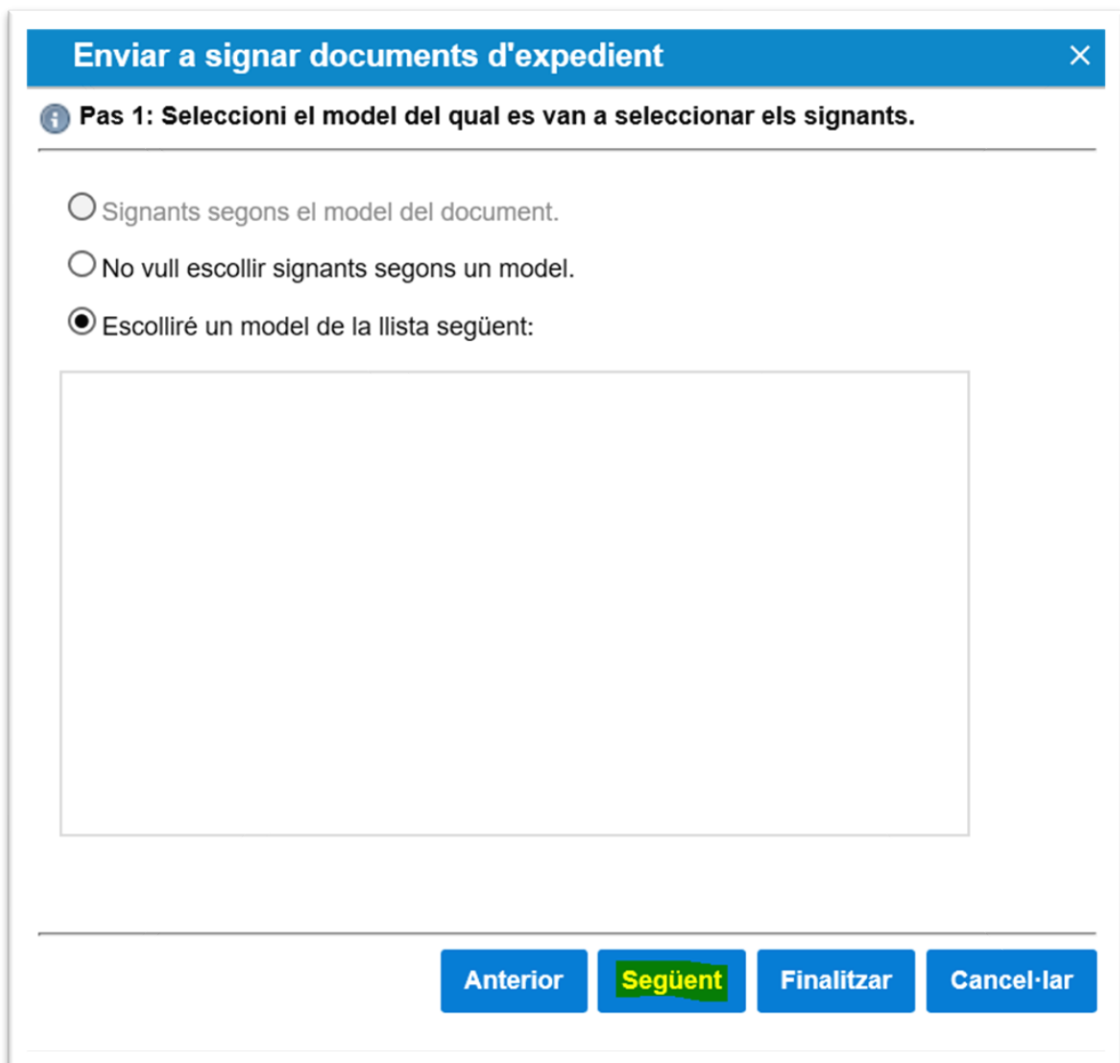 Enviar a signar documents d'expedient
Pas 1: Seleccioni el model del qual es van a seleccionar els signants.
Signants segons el model del document.
No vull escollir signants segons un model.
Escolliré un model de la llista següent:
Anterior Següent Finalitzar Cancel·lar